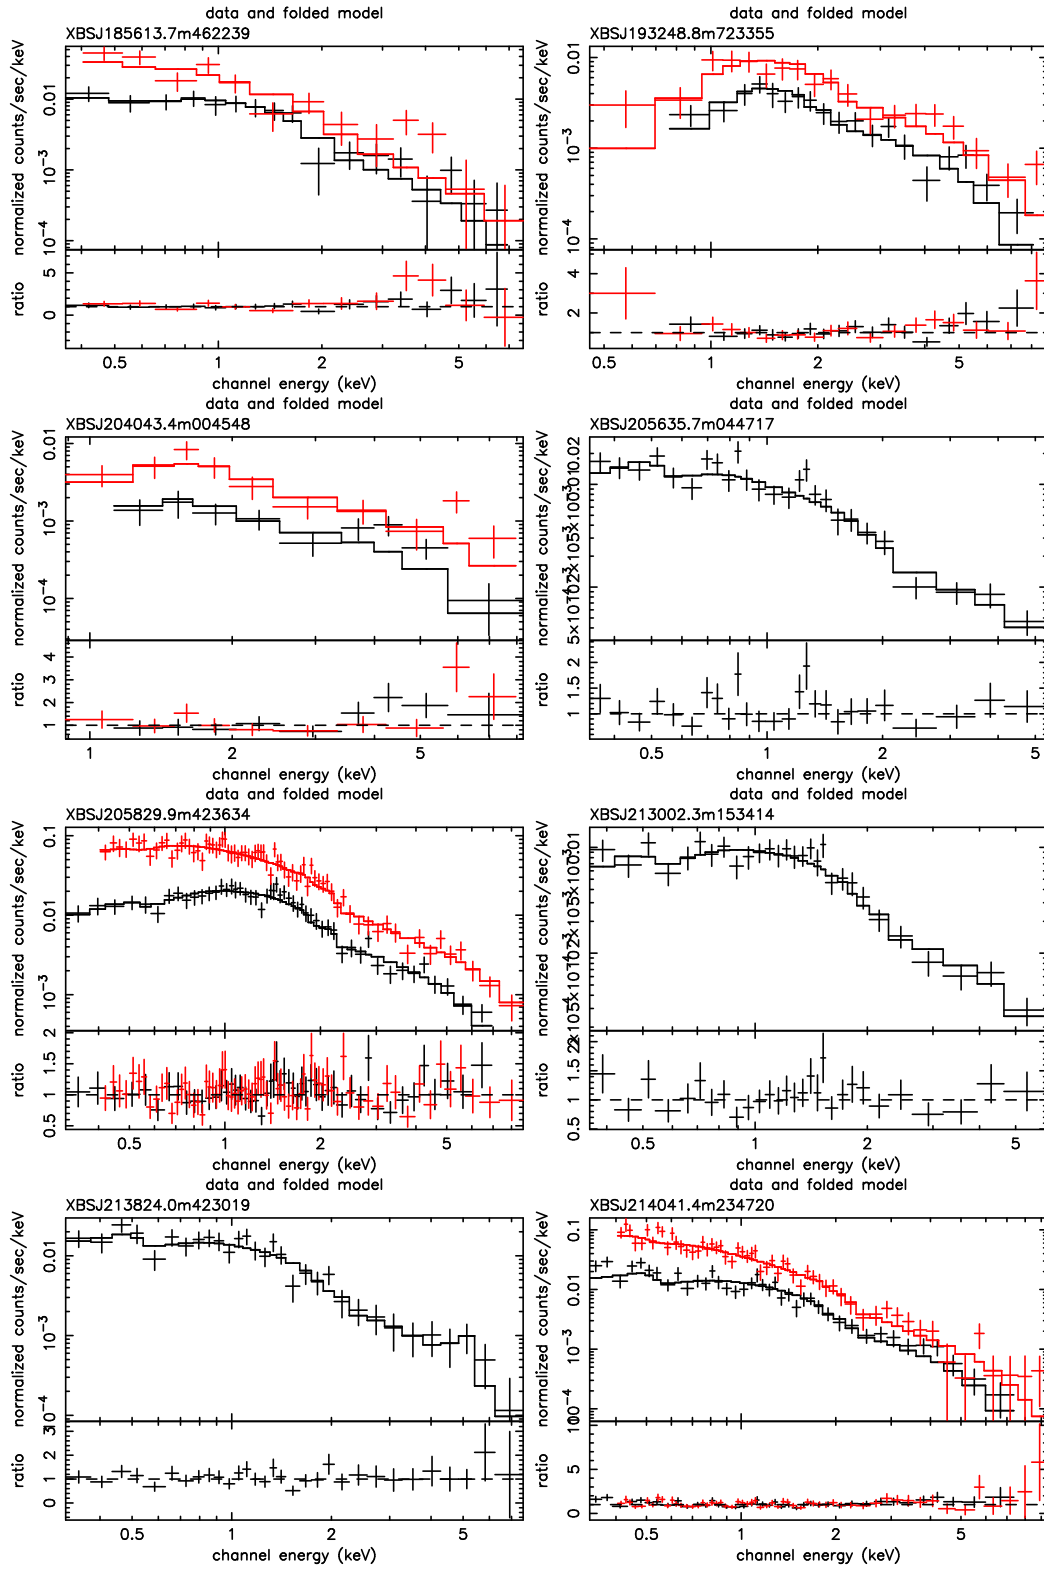 data and folded model
XBSJ185613.7m462239
normalized counts/sec/keV
0.01
10⁻³
10⁻⁴
ratio
5
0
0.5 1 2 5
channel energy (keV)
data and folded model
XBSJ193248.8m723355
normalized counts/sec/keV
0.01
10⁻³
10⁻⁴
ratio
4
2
0.5 1 2 5
channel energy (keV)
data and folded model
XBSJ204043.4m004548
normalized counts/sec/keV
0.01
10⁻³
10⁻⁴
ratio
4
3
2
1
1 2 5
channel energy (keV)
data and folded model
XBSJ205635.7m044717
normalized counts/sec/keV
ratio
2
1.5
1
0.5 1 2 5
channel energy (keV)
data and folded model
XBSJ205829.9m423634
normalized counts/sec/keV
0.1
0.01
10⁻³
ratio
2
1.5
1
0.5
0.5 1 2 5
channel energy (keV)
data and folded model
XBSJ213002.3m153414
normalized counts/sec/keV
ratio
2
1.5
1
0.5
0.5 1 2 5
channel energy (keV)
data and folded model
XBSJ213824.0m423019
normalized counts/sec/keV
0.01
10⁻³
10⁻⁴
ratio
3
2
1
0
0.5 1 2 5
channel energy (keV)
data and folded model
XBSJ214041.4m234720
normalized counts/sec/keV
0.1
0.01
10⁻³
10⁻⁴
ratio
5
0
0.5 1 2 5
channel energy (keV)